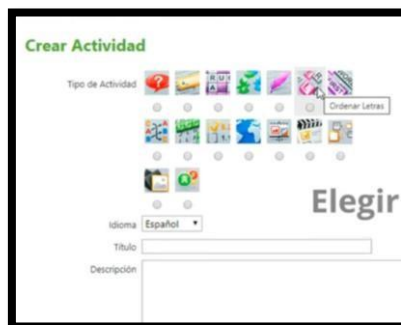 Crear Actividad
Tipo de Actividad
Ordenar Letras
Elegir
Idioma Español
Título
Descripción